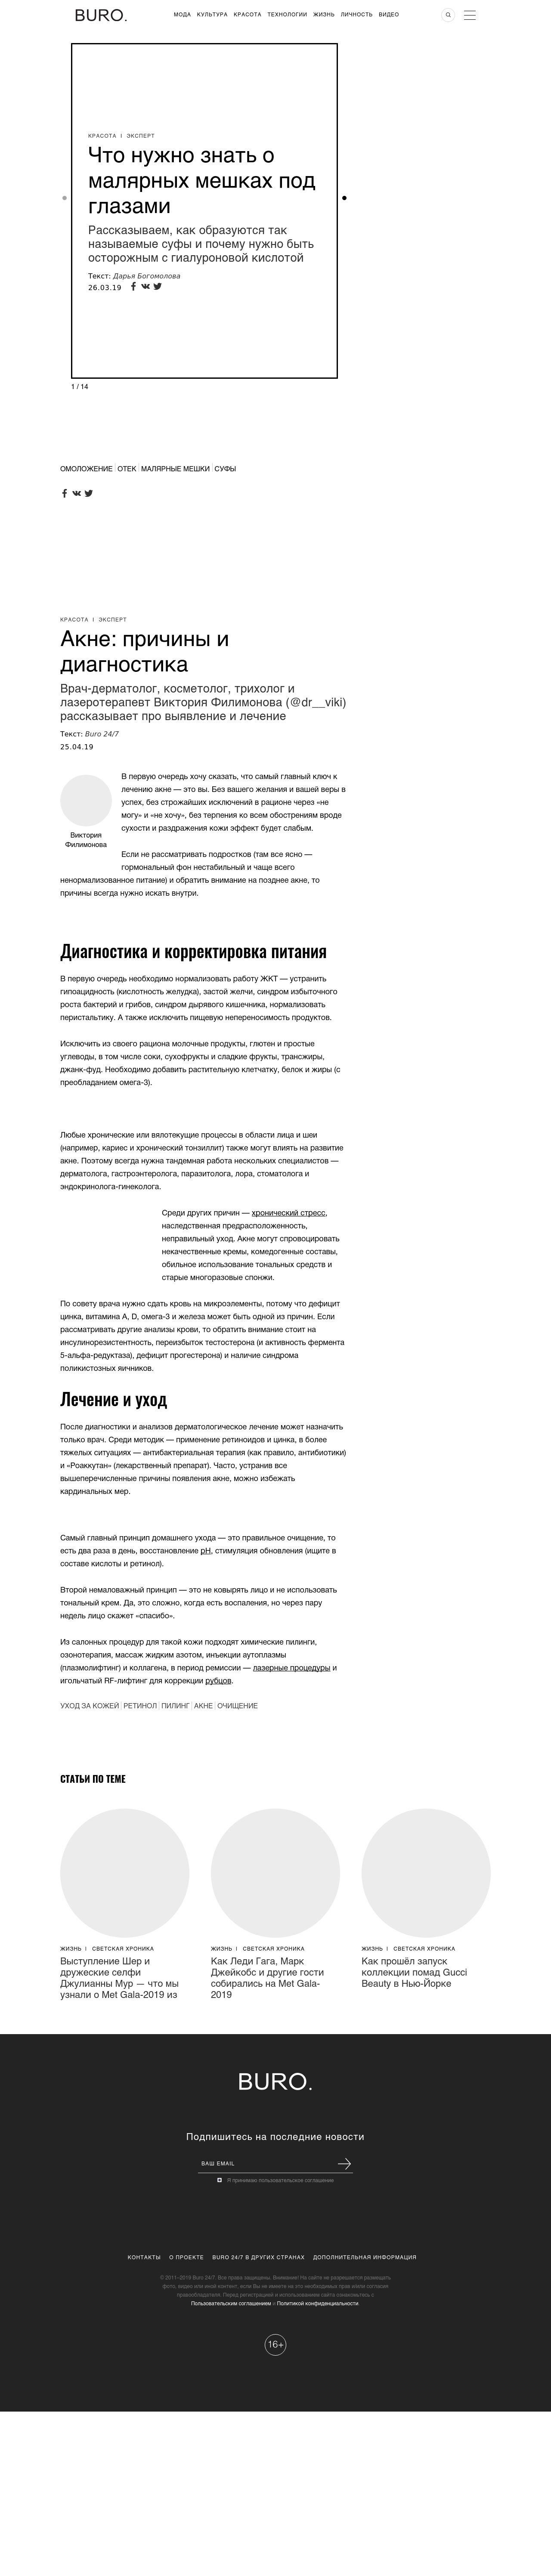 BURO.
МОДА КУЛЬТУРА КРАСОТА ТЕХНОЛОГИИ ЖИЗНЬ ЛИЧНОСТЬ ВИДЕО
КРАСОТА | ЭКСПЕРТ
Что нужно знать о
малярных мешках под
глазами
Рассказываем, как образуются так
называемые суфы и почему нужно быть
осторожным с гиалуроновой кислотой
Текст: Дарья Богомолова
26.03.19
1 / 14
ОМОЛОЖЕНИЕ ОТЕК МАЛЯРНЫЕ МЕШКИ СУФЫ
КРАСОТА | ЭКСПЕРТ
Акне: причины и
диагностика
Врач-дерматолог, косметолог, трихолог и
лазеротерапевт Виктория Филимонова (@dr__viki)
рассказывает про выявление и лечение
Текст: Buro 24/7
25.04.19
Виктория
Филимонова
В первую очередь хочу сказать, что самый главный ключ к
лечению акне — это вы. Без вашего желания и вашей веры в
успех, без строжайших исключений в рационе через «не
могу» и «не хочу», без терпения ко всем обострениям вроде
сухости и раздражения кожи эффект будет слабым.
Если не рассматривать подростков (там все ясно —
гормональный фон нестабильный и чаще всего
ненормализованное питание) и обратить внимание на позднее акне, то
причины всегда нужно искать внутри.
Диагностика и корректировка питания
В первую очередь необходимо нормализовать работу ЖКТ — устранить
гипоацидность (кислотность желудка), застой желчи, синдром избыточного
роста бактерий и грибов, синдром дырявого кишечника, нормализовать
перистальтику. А также исключить пищевую непереносимость продуктов.
Исключить из своего рациона молочные продукты, глютен и простые
углеводы, в том числе соки, сухофрукты и сладкие фрукты, трансжиры,
джанк-фуд. Необходимо добавить растительную клетчатку, белок и жиры (с
преобладанием омега-3).
Любые хронические или вялотекущие процессы в области лица и шеи
(например, кариес и хронический тонзиллит) также могут влиять на развитие
акне. Поэтому всегда нужна тандемная работа нескольких специалистов —
дерматолога, гастроэнтеролога, паразитолога, лора, стоматолога и
эндокринолога-гинеколога.
Среди других причин — хронический стресс,
наследственная предрасположенность,
неправильный уход. Акне могут спровоцировать
некачественные кремы, комедогенные составы,
обильное использование тональных средств и
старые многоразовые спонжи.
По совету врача нужно сдать кровь на микроэлементы, потому что дефицит
цинка, витамина А, D, омега-3 и железа может быть одной из причин. Если
рассматривать другие анализы крови, то обратить внимание стоит на
инсулинорезистентность, переизбыток тестостерона (и активность фермента
5-альфа-редуктаза), дефицит прогестерона) и наличие синдрома
поликистозных яичников.
Лечение и уход
После диагностики и анализов дерматологическое лечение может назначить
только врач. Среди методик — применение ретиноидов и цинка, в более
тяжелых ситуациях — антибактериальная терапия (как правило, антибиотики)
и «Роаккутан» (лекарственный препарат). Часто, устранив все
вышеперечисленные причины появления акне, можно избежать
кардинальных мер.
Самый главный принцип домашнего ухода — это правильное очищение, то
есть два раза в день, восстановление pH, стимуляция обновления (ищите в
составе кислоты и ретинол).
Второй немаловажный принцип — это не ковырять лицо и не использовать
тональный крем. Да, это сложно, когда есть воспаления, но через пару
недель лицо скажет «спасибо».
Из салонных процедур для такой кожи подходят химические пилинги,
озонотерапия, массаж жидким азотом, инъекции аутоплазмы
(плазмолифтинг) и коллагена, в период ремиссии — лазерные процедуры и
игольчатый RF-лифтинг для коррекции рубцов.
УХОД ЗА КОЖЕЙ РЕТИНОЛ ПИЛИНГ АКНЕ ОЧИЩЕНИЕ
СТАТЬИ ПО ТЕМЕ
ЖИЗНЬ | СВЕТСКАЯ ХРОНИКА
Выступление Шер и
дружеские селфи
Джулианны Мур — что мы
узнали о Met Gala-2019 из
ЖИЗНЬ | СВЕТСКАЯ ХРОНИКА
Как Леди Гага, Марк
Джейкобс и другие гости
собирались на Met Gala-
2019
ЖИЗНЬ | СВЕТСКАЯ ХРОНИКА
Как прошёл запуск
коллекции помад Gucci
Beauty в Нью-Йорке
BURO.
Подпишитесь на последние новости
ВАШ EMAIL
Я принимаю пользовательское соглашение
КОНТАКТЫ О ПРОЕКТЕ BURO 24/7 В ДРУГИХ СТРАНАХ ДОПОЛНИТЕЛЬНАЯ ИНФОРМАЦИЯ
© 2011–2019 Buro 24/7. Все права защищены. Внимание! На сайте не разрешается размещать
фото, видео или иной контент, если Вы не имеете на это необходимых прав и/или согласия
правообладателя. Перед регистрацией и использованием сайта ознакомьтесь с
Пользовательским соглашением и Политикой конфиденциальности
16+